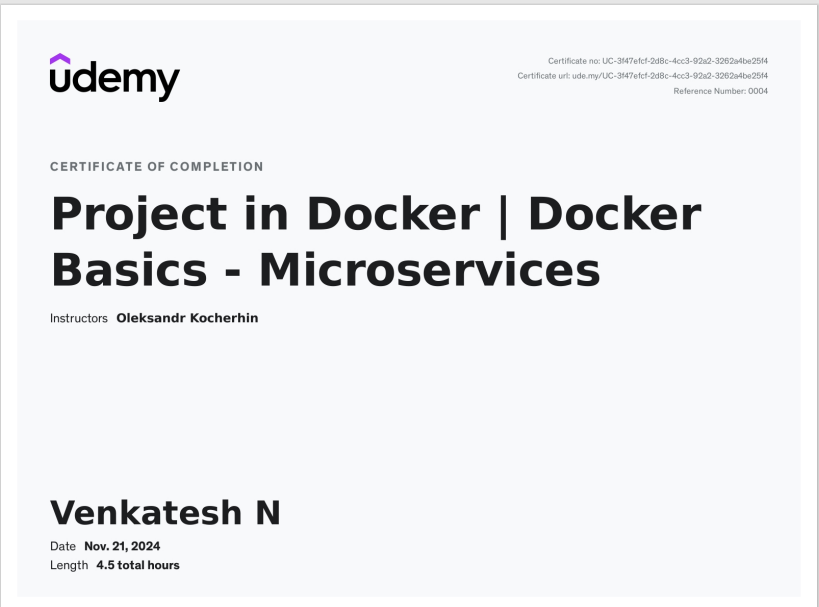 udemy
Certificate no: UC-3f47efcf-2d8c-4cc3-92a2-3262a4be25f4
Certificate url: ude.my/UC-3f47efcf-2d8c-4cc3-92a2-3262a4be25f4
Reference Number: 0004
CERTIFICATE OF COMPLETION
Project in Docker | Docker
Basics - Microservices
Instructors Oleksandr Kocherhin
Venkatesh N
Date Nov. 21, 2024
Length 4.5 total hours